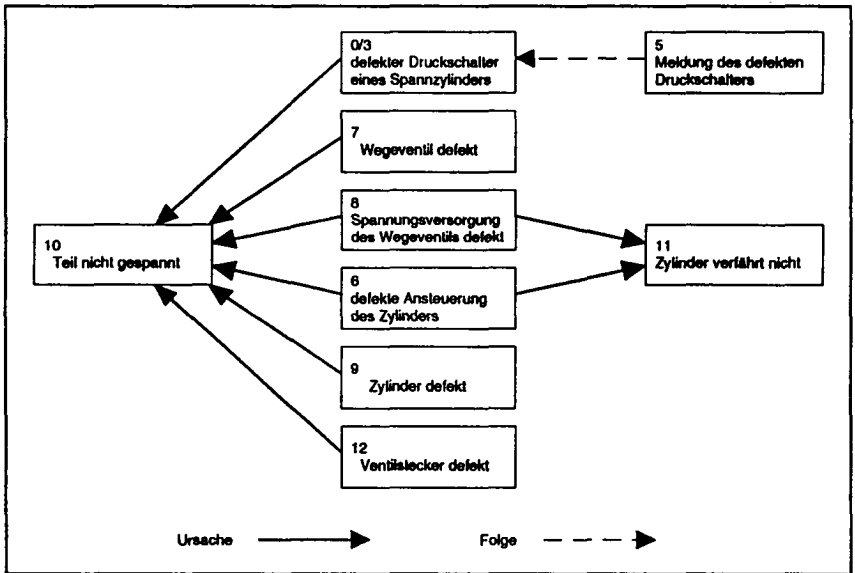 0/3
defekter Druckschalter
eines Spannzylinders
5
Meldung des defekten
Druckschalters
7
Wegeventil defekt
8
Spannungsversorgung
des Wegeventils defekt
10
Teil nicht gespannt
11
Zylinder verfährt nicht
6
defekte Ansteuerung
des Zylinders
9
Zylinder defekt
12
Ventilstecker defekt
Ursache
Folge